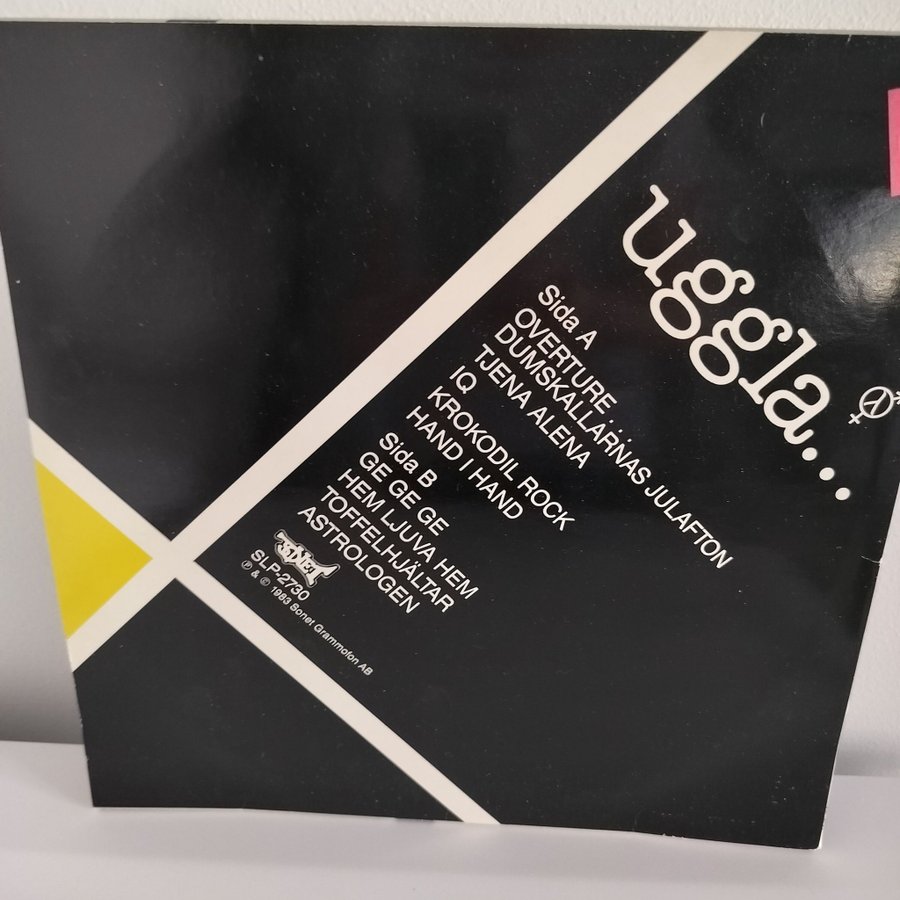 uggla...
Sida A
OVERTURE...
DUMSKALLARNAS JULAFTON
TJENA ALENA
IQ
KROKODIL ROCK
HAND I HAND
Sida B
GE GE GE
HEM LJUVA HEM
TOFFELHJÄLTAR
ASTROLOGEN
SONET
SLP-2730
℗ & © 1983 Sonet Grammofon AB